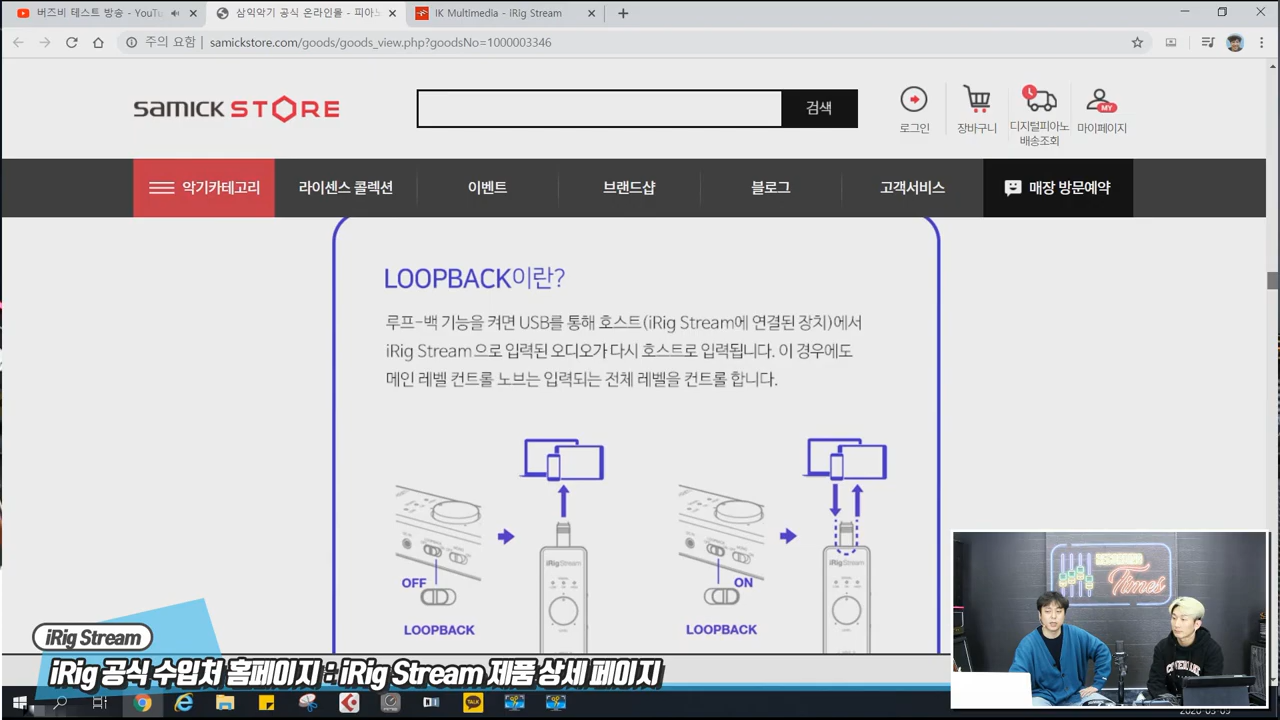 버즈비 테스트 방송 - YouTu
삼익악기 공식 온라인몰 - 피아노
IK Multimedia - iRig Stream
주의 요함 | samickstore.com/goods/goods_view.php?goodsNo=1000003346
SAMICK STORE
검색
로그인
장바구니
디지털피아노
배송조회
MY
마이페이지
악기카테고리
라이센스 콜렉션
이벤트
브랜드샵
블로그
고객서비스
매장 방문예약
LOOPBACK이란?
루프-백 기능을 켜면 USB를 통해 호스트(iRig Stream에 연결된 장치)에서
iRig Stream 으로 입력된 오디오가 다시 호스트로 입력됩니다. 이 경우에도
메인 레벨 컨트롤 노브는 입력되는 전체 레벨을 컨트롤 합니다.
OFF
LOOPBACK
iRig Stream
ON
LOOPBACK
iRig Stream
Times
iRig Stream
iRig 공식 수입처 홈페이지 : iRig Stream 제품 상세 페이지
TALK